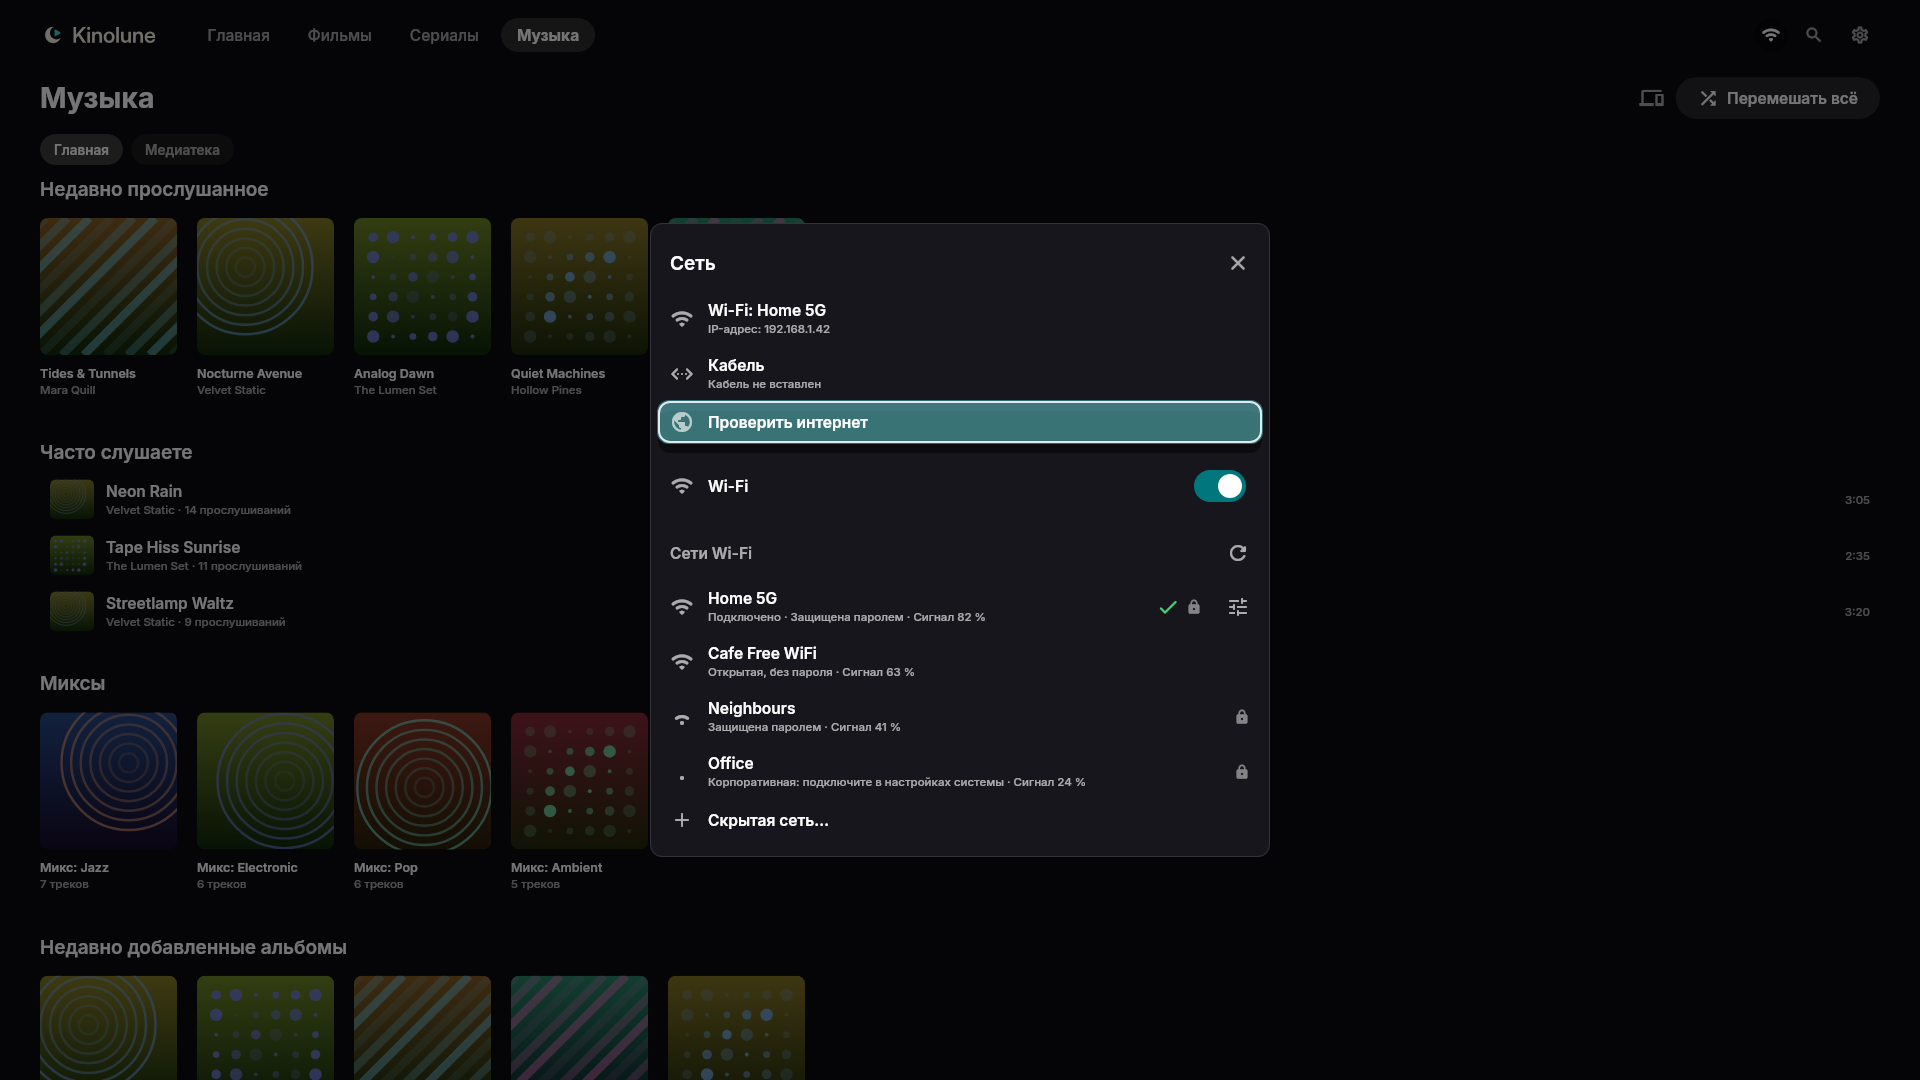 Kinolune
Главная
Фильмы
Сериалы
Музыка
Музыка
Перемешать всё
Главная
Медиатека
Недавно прослушанное
Tides & Tunnels
Mara Quill
Nocturne Avenue
Velvet Static
Analog Dawn
The Lumen Set
Quiet Machines
Hollow Pines
Часто слушаете
Neon Rain
Velvet Static · 14 прослушиваний
3:05
Tape Hiss Sunrise
The Lumen Set · 11 прослушиваний
2:35
Streetlamp Waltz
Velvet Static · 9 прослушиваний
3:20
Миксы
Микс: Jazz
7 треков
Микс: Electronic
6 треков
Микс: Pop
6 треков
Микс: Ambient
5 треков
Недавно добавленные альбомы
Сеть
Wi-Fi: Home 5G
IP-адрес: 192.168.1.42
Кабель
Кабель не вставлен
Проверить интернет
Wi-Fi
Сети Wi-Fi
Home 5G
Подключено · Защищена паролем · Сигнал 82 %
Cafe Free WiFi
Открытая, без пароля · Сигнал 63 %
Neighbours
Защищена паролем · Сигнал 41 %
Office
Корпоративная: подключите в настройках системы · Сигнал 24 %
Скрытая сеть...